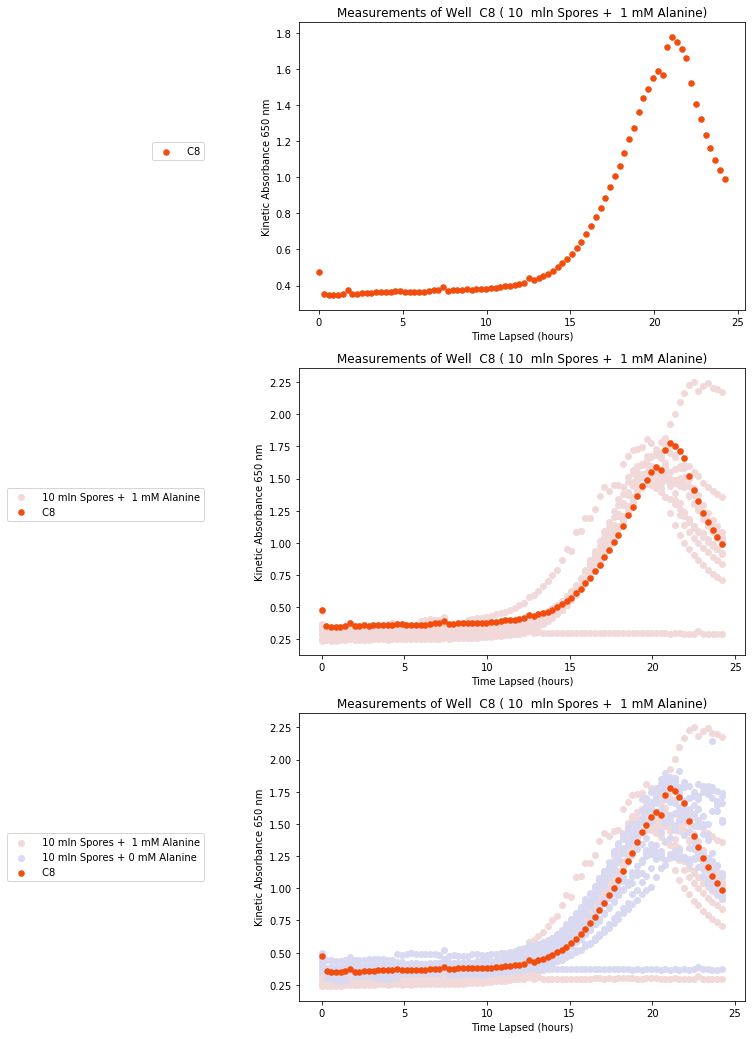 Measurements of Well  C8 ( 10  mln Spores +  1 mM Alanine)
Kinetic Absorbance 650 nm
1.8
1.6
1.4
1.2
1.0
0.8
0.6
0.4
C8
0
5
10
15
20
25
Time Lapsed (hours)
Measurements of Well  C8 ( 10  mln Spores +  1 mM Alanine)
Kinetic Absorbance 650 nm
2.25
2.00
1.75
1.50
1.25
1.00
0.75
0.50
0.25
10 mln Spores +  1 mM Alanine
C8
0
5
10
15
20
25
Time Lapsed (hours)
Measurements of Well  C8 ( 10  mln Spores +  1 mM Alanine)
Kinetic Absorbance 650 nm
2.25
2.00
1.75
1.50
1.25
1.00
0.75
0.50
0.25
10 mln Spores +  1 mM Alanine
10 mln Spores + 0 mM Alanine
C8
0
5
10
15
20
25
Time Lapsed (hours)